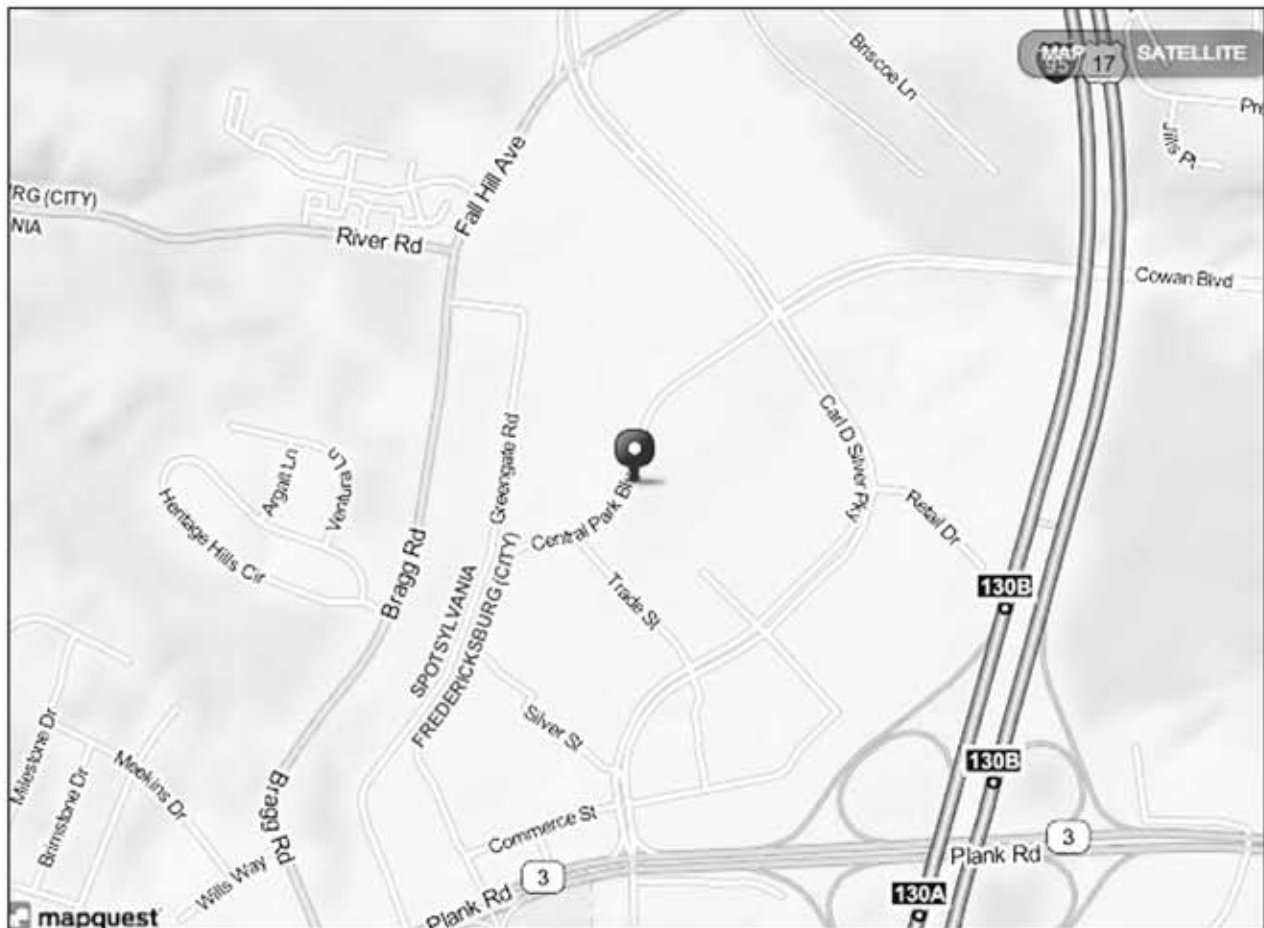 MAP
SATELLITE
95
17
Briscoe Ln
Jills Pl
Fall Hill Ave
RG (CITY)
NIA
River Rd
Cowan Blvd
Carl D Silver Pky
Greengate Rd
Argall Ln
Ventura Ln
Heritage Hills Cir
Central Park Blv
Retail Dr
Bragg Rd
SPOTSYLVANIA
FREDERICKSBURG (CITY)
Trade St
130B
Silver St
Milestone Dr
Meekins Dr
Brimstone Dr
130B
Bragg Rd
Commerce St
3
Plank Rd
Wills Way
3
Plank Rd
130A
mapquest